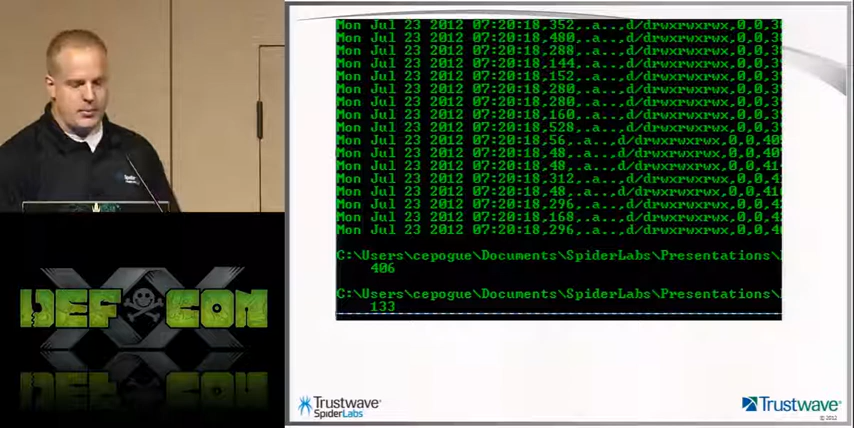 Mon Jul 23 2012 07:20:18,352,.a..,d/drwxrwxrwx,0,0,3
Mon Jul 23 2012 07:20:18,480,.a..,d/drwxrwxrwx,0,0,3
Mon Jul 23 2012 07:20:18,288,.a..,d/drwxrwxrwx,0,0,3
Mon Jul 23 2012 07:20:18,144,.a..,d/drwxrwxrwx,0,0,3
Mon Jul 23 2012 07:20:18,152,.a..,d/drwxrwxrwx,0,0,3
Mon Jul 23 2012 07:20:18,280,.a..,d/drwxrwxrwx,0,0,3
Mon Jul 23 2012 07:20:18,280,.a..,d/drwxrwxrwx,0,0,3
Mon Jul 23 2012 07:20:18,160,.a..,d/drwxrwxrwx,0,0,3
Mon Jul 23 2012 07:20:18,528,.a..,d/drwxrwxrwx,0,0,3
Mon Jul 23 2012 07:20:18,56,.a..,d/drwxrwxrwx,0,0,40
Mon Jul 23 2012 07:20:18,48,.a..,d/drwxrwxrwx,0,0,40
Mon Jul 23 2012 07:20:18,48,.a..,d/drwxrwxrwx,0,0,41
Mon Jul 23 2012 07:20:18,312,.a..,d/drwxrwxrwx,0,0,4
Mon Jul 23 2012 07:20:18,48,.a..,d/drwxrwxrwx,0,0,41
Mon Jul 23 2012 07:20:18,296,.a..,d/drwxrwxrwx,0,0,4
Mon Jul 23 2012 07:20:18,168,.a..,d/drwxrwxrwx,0,0,4
Mon Jul 23 2012 07:20:18,296,.a..,d/drwxrwxrwx,0,0,4
C:\Users\cepogue\Documents\SpiderLabs\Presentations\
406
C:\Users\cepogue\Documents\SpiderLabs\Presentations\
133
DEFCON
XX
Trustwave®
SpiderLabs
Trustwave®
© 2012